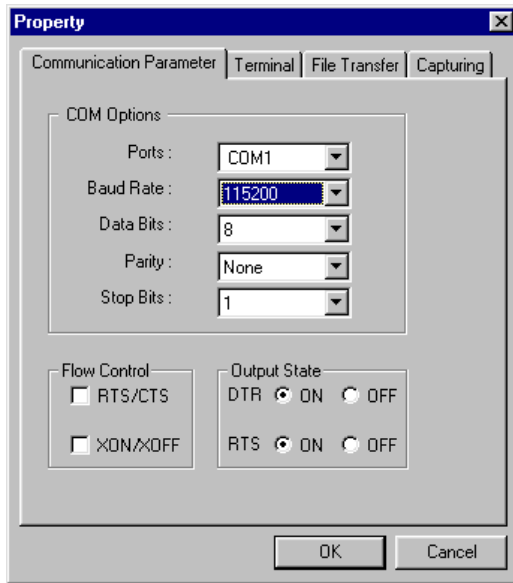 Property
Communication Parameter Terminal File Transfer Capturing
COM Options
Ports : COM1
Baud Rate : 115200
Data Bits : 8
Parity : None
Stop Bits : 1
Flow Control
RTS/CTS
XON/XOFF
Output State
DTR ON OFF
RTS ON OFF
OK Cancel